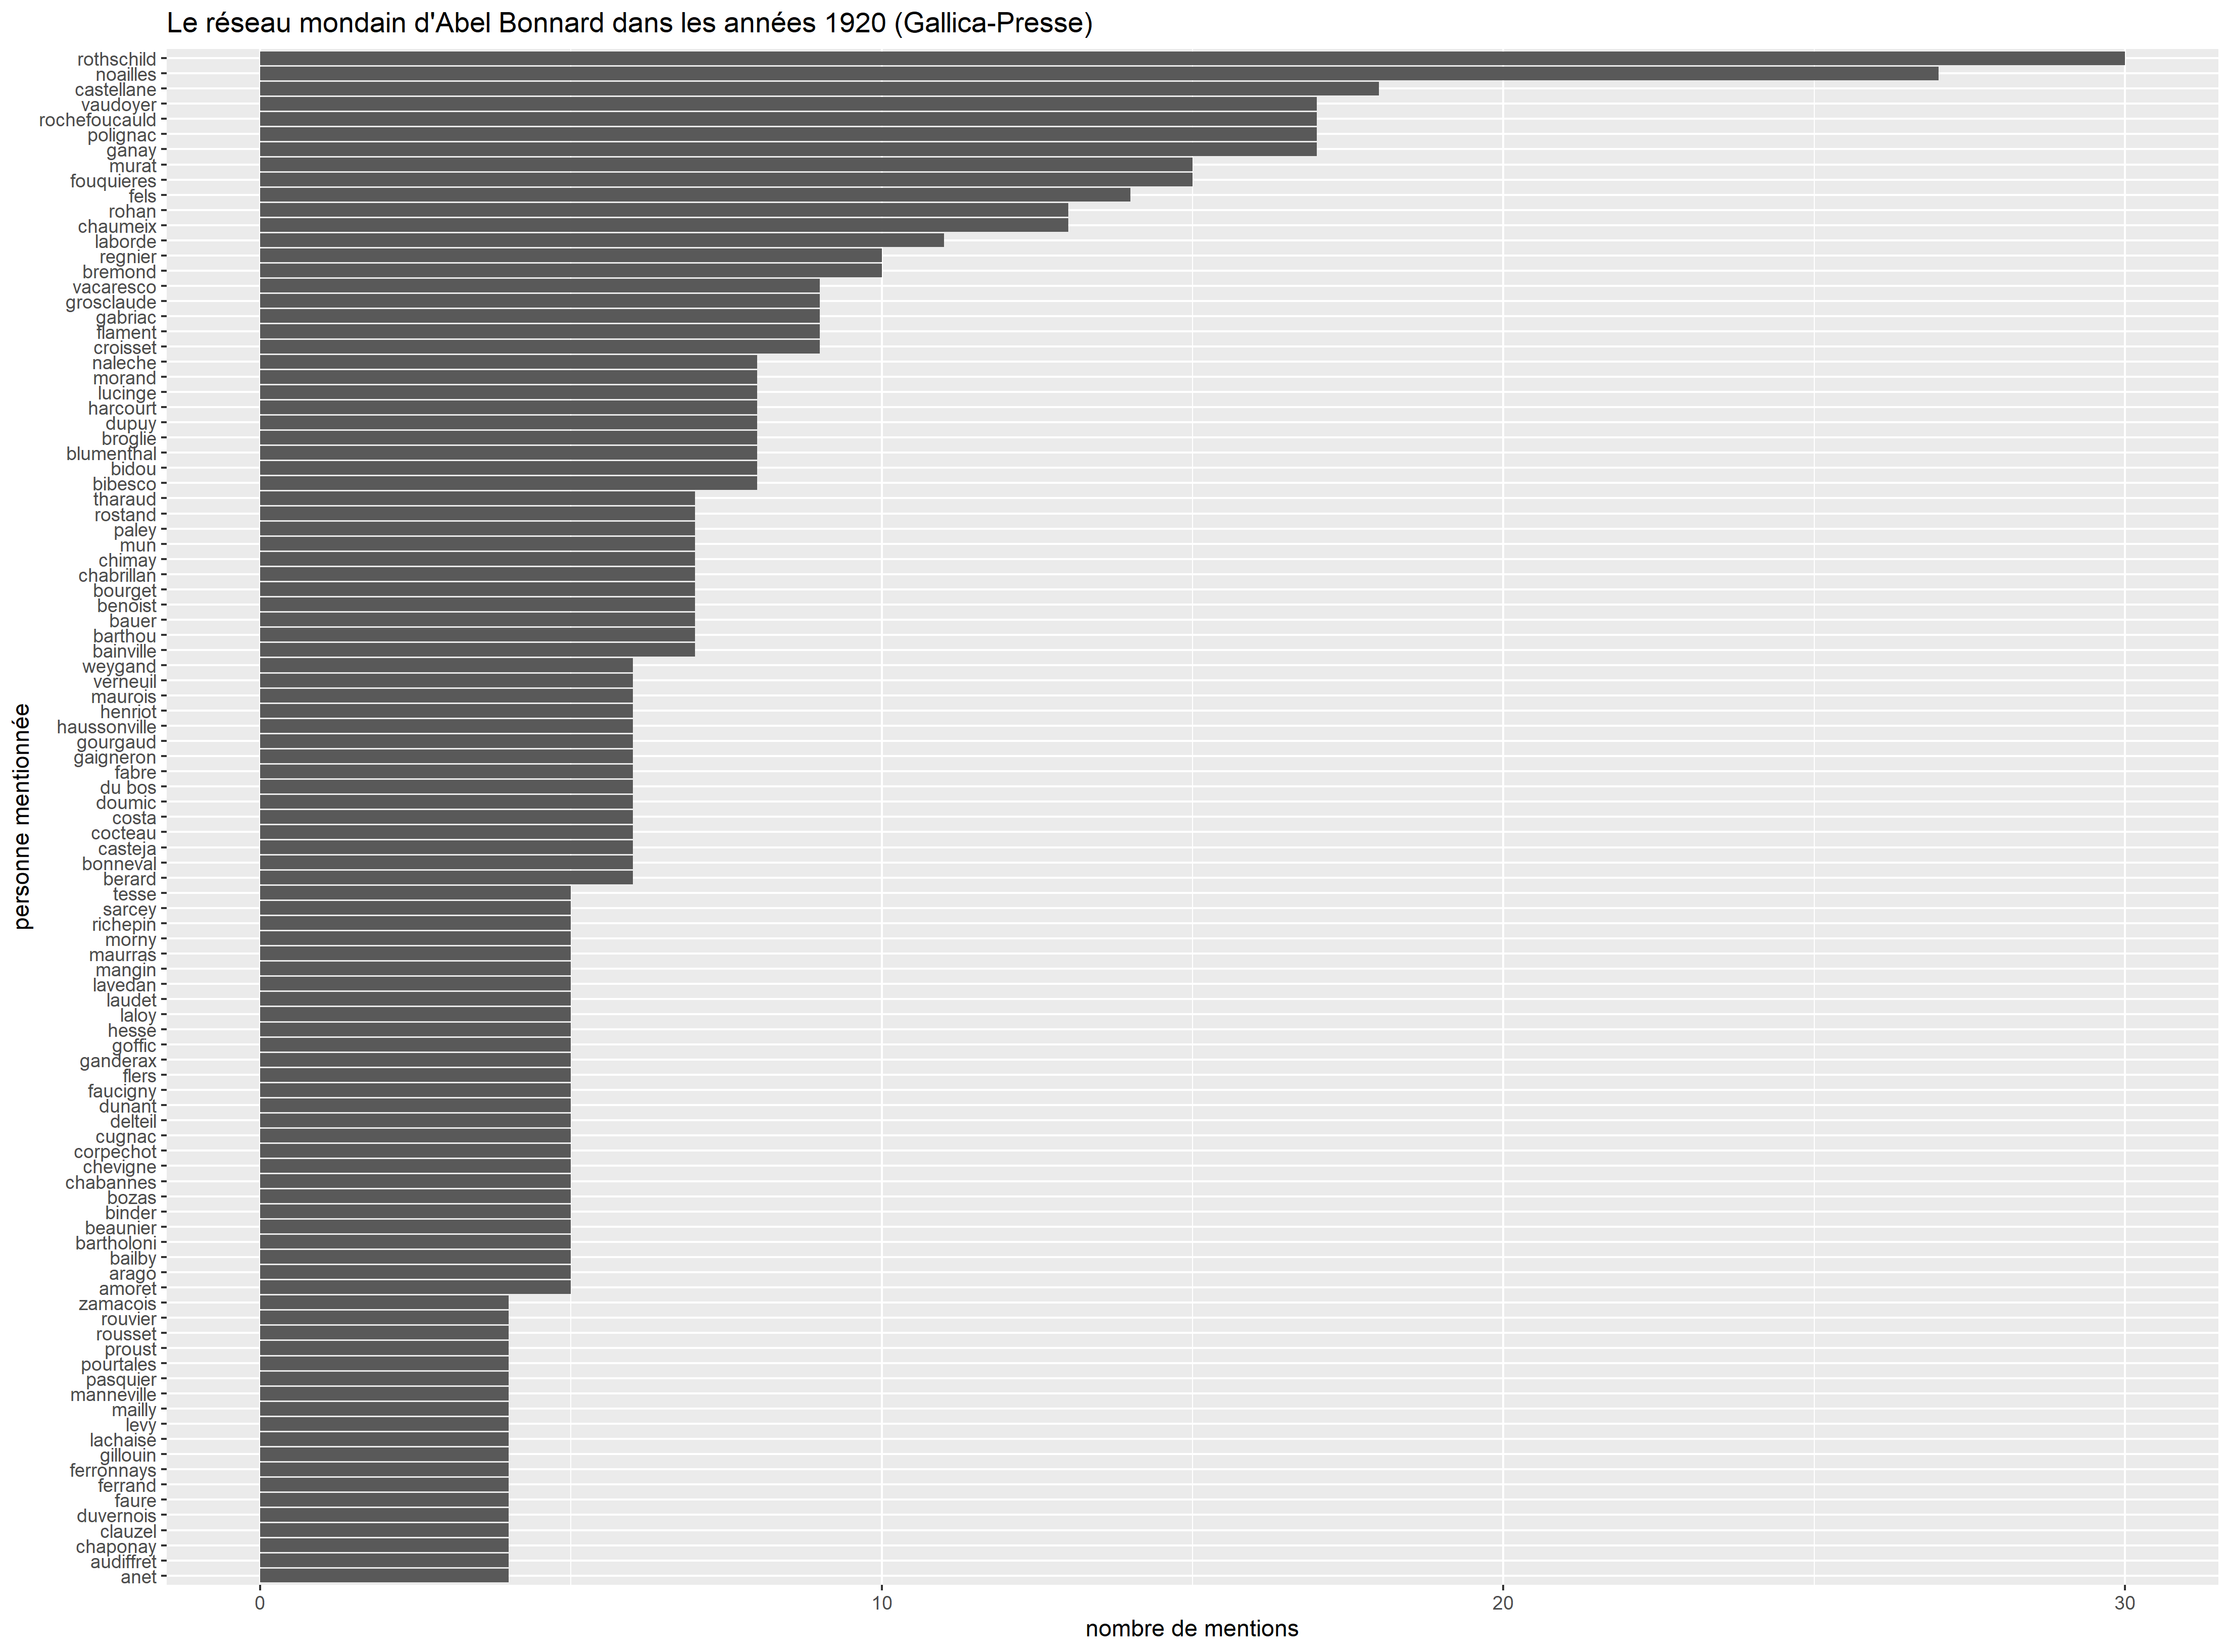 Le réseau mondain d'Abel Bonnard dans les années 1920 (Gallica-Presse)
personne mentionnée
rothschild
noailles
castellane
vaudoyer
rochefoucauld
polignac
ganay
murat
fouquieres
fels
rohan
chaumeix
laborde
regnier
bremond
vacaresco
grosclaude
gabriac
flament
croisset
naleche
morand
lucinge
harcourt
dupuy
broglie
blumenthal
bidou
bibesco
tharaud
rostand
paley
mun
chimay
chabrillan
bourget
benoist
bauer
barthou
bainville
weygand
verneuil
maurois
henriot
haussonville
gourgaud
gaigneron
fabre
du bos
doumic
costa
cocteau
casteja
bonneval
berard
tesse
sarcey
richepin
morny
maurras
mangin
lavedan
laudet
laloy
hesse
goffic
ganderax
flers
faucigny
dunant
delteil
cugnac
corpechot
chevigne
chabannes
bozas
binder
beaunier
bartholoni
bailby
arago
amoret
zamacois
rouvier
rousset
proust
pourtales
pasquier
manneville
mailly
levy
lachaise
gillouin
ferronnays
ferrand
faure
duvernois
clauzel
chaponay
audiffret
anet
0 10 20 30
nombre de mentions